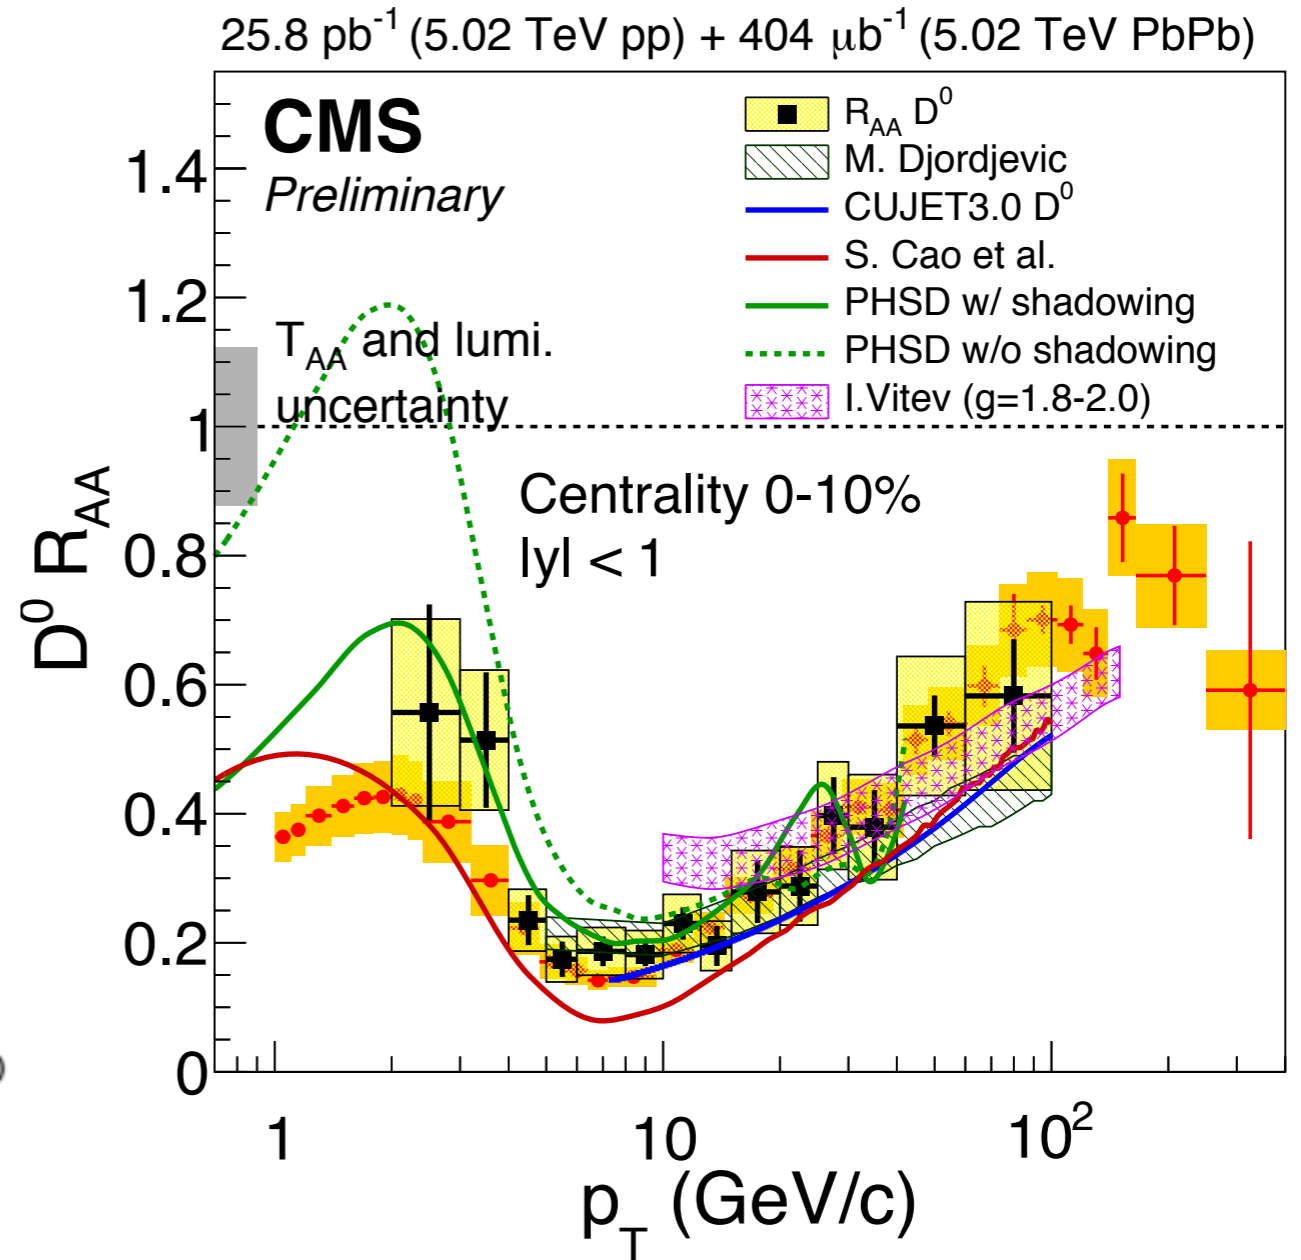 25.8 pb⁻¹ (5.02 TeV pp) + 404 μb⁻¹ (5.02 TeV PbPb)
CMS
Preliminary
R_AA D⁰
M. Djordjevic
CUJET3.0 D⁰
S. Cao et al.
PHSD w/ shadowing
PHSD w/o shadowing
I.Vitev (g=1.8-2.0)
T_AA and lumi.
uncertainty
Centrality 0-10%
|y| < 1
D⁰ R_AA
1.4
1.2
1
0.8
0.6
0.4
0.2
0
1 10 10²
p_T (GeV/c)